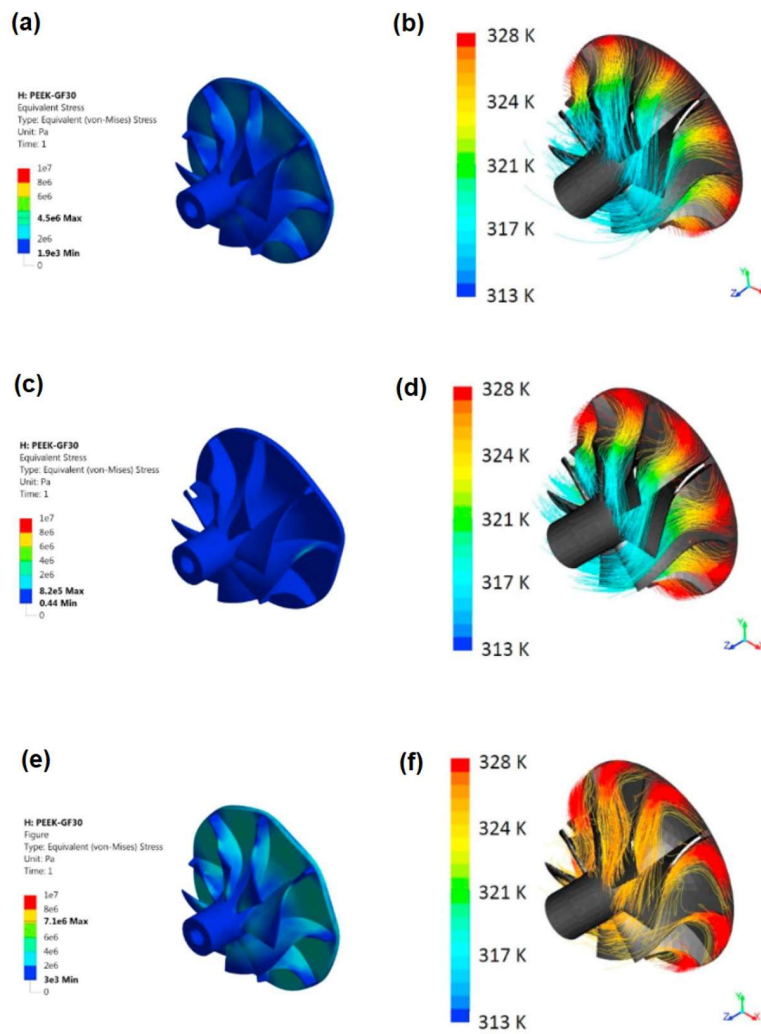 (a)
H: PEEK-GF30
Equivalent Stress
Type: Equivalent (von-Mises) Stress
Unit: Pa
Time: 1
1e7
8e6
6e6
4.5e6 Max
2e6
1.9e3 Min
0
(b)
328 K
324 K
321 K
317 K
313 K
Y
Z
(c)
H: PEEK-GF30
Equivalent Stress
Type: Equivalent (von-Mises) Stress
Unit: Pa
Time: 1
1e7
8e6
6e6
4e6
2e6
8.2e5 Max
0.44 Min
0
(d)
328 K
324 K
321 K
317 K
313 K
Y
Z
X
(e)
H: PEEK-GF30
Figure
Type: Equivalent (von-Mises) Stress
Unit: Pa
Time: 1
1e7
8e6
7.1e6 Max
6e6
4e6
2e6
3e3 Min
0
(f)
328 K
324 K
321 K
317 K
313 K
Y
Z
X